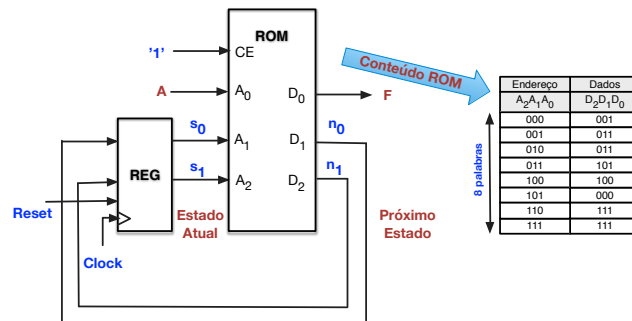 ROM
'1'
CE
Conteúdo ROM
A
A0
D0
F
s0
A1
D1
n0
REG
s1
A2
D2
n1
Reset
Estado
Atual
Próximo
Estado
Clock
8 palabras
Endereço Dados
A2A1A0 D2D1D0
000 001
001 011
010 011
011 101
100 100
101 000
110 111
111 111